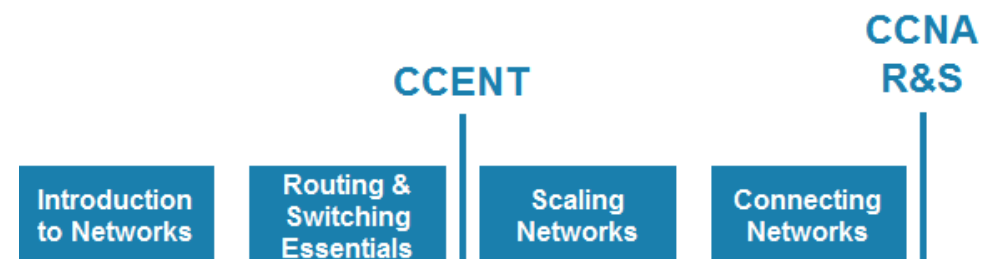 CCNA
R&S
CCENT
Introduction
to Networks
Routing &
Switching
Essentials
Scaling
Networks
Connecting
Networks